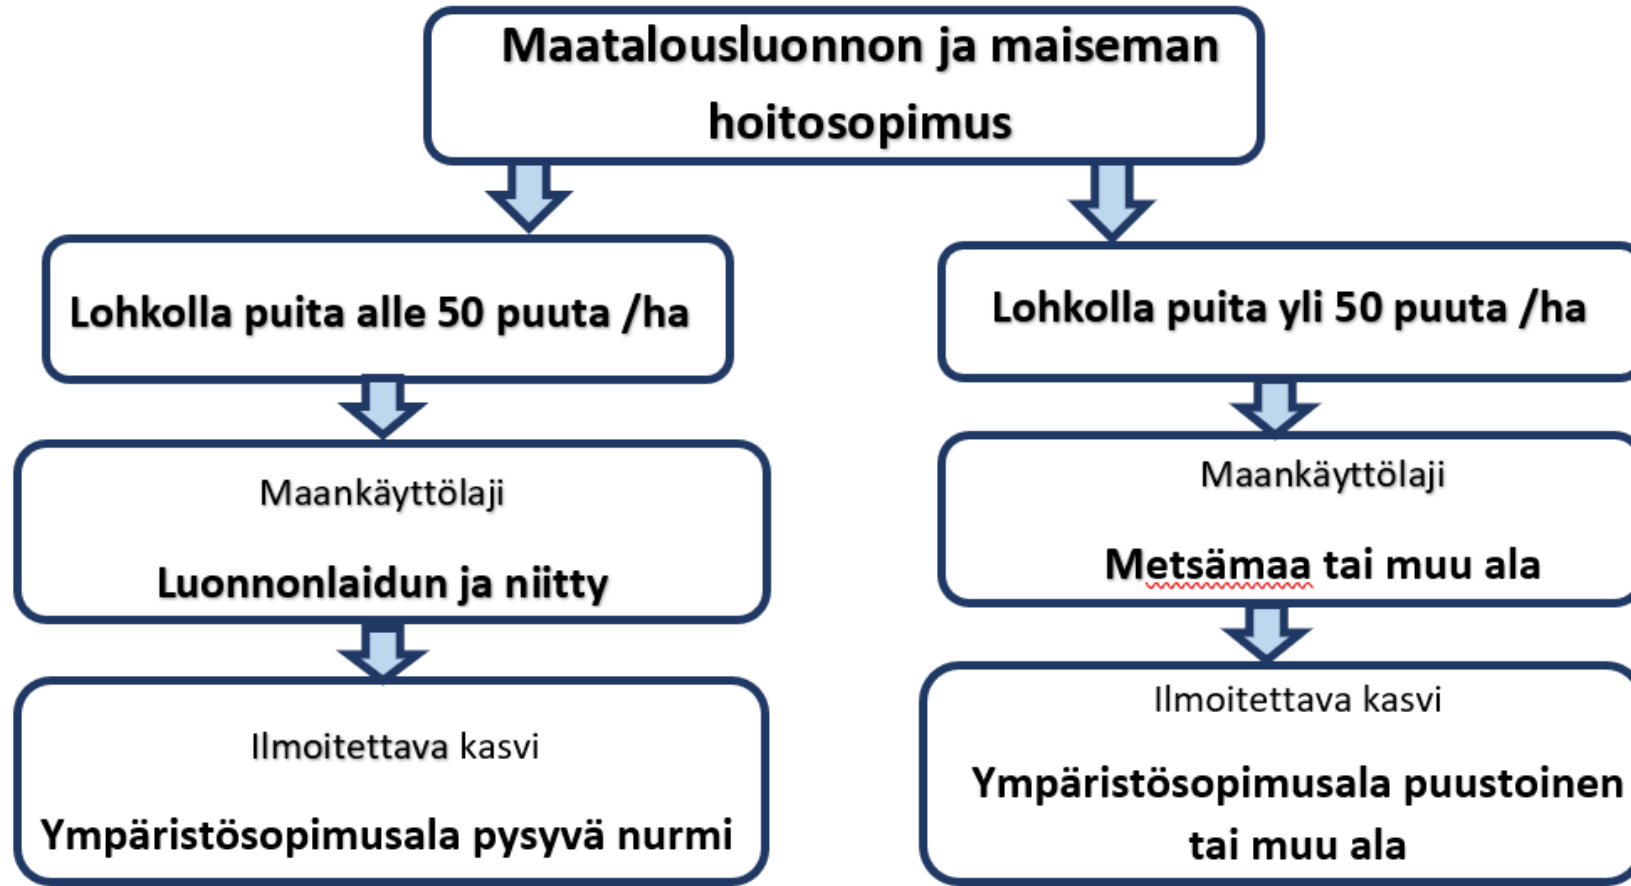 Maatalousluonnon ja maiseman
hoitosopimus
Lohkolla puita alle 50 puuta /ha
Lohkolla puita yli 50 puuta /ha
Maankäyttölaji
Luonnonlaidun ja niitty
Maankäyttölaji
Metsämaa tai muu ala
Ilmoitettava kasvi
Ympäristösopimusala pysyvä nurmi
Ilmoitettava kasvi
Ympäristösopimusala puustoinen
tai muu ala